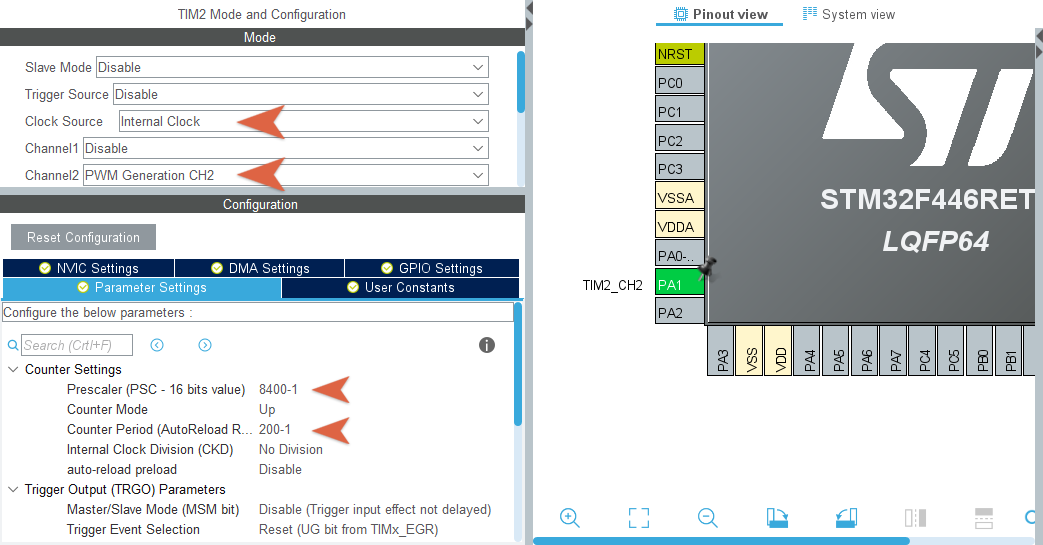 TIM2 Mode and Configuration
Mode
Slave Mode Disable
Trigger Source Disable
Clock Source Internal Clock
Channel1 Disable
Channel2 PWM Generation CH2
Configuration
Reset Configuration
NVIC Settings DMA Settings GPIO Settings
Parameter Settings User Constants
Configure the below parameters :
Search (Crtl+F)
Counter Settings
Prescaler (PSC - 16 bits value) 8400-1
Counter Mode Up
Counter Period (AutoReload R... 200-1
Internal Clock Division (CKD) No Division
auto-reload preload Disable
Trigger Output (TRGO) Parameters
Master/Slave Mode (MSM bit) Disable (Trigger input effect not delayed)
Trigger Event Selection Reset (UG bit from TIMx_EGR)
Pinout view System view
NRST
PC0
PC1
PC2
PC3
VSSA
VDDA
PA0-..
TIM2_CH2 PA1
PA2
ST
STM32F446RET
LQFP64
PA3 VSS VDD PA4 PA5 PA6 PA7 PC4 PC5 PB0 PB1